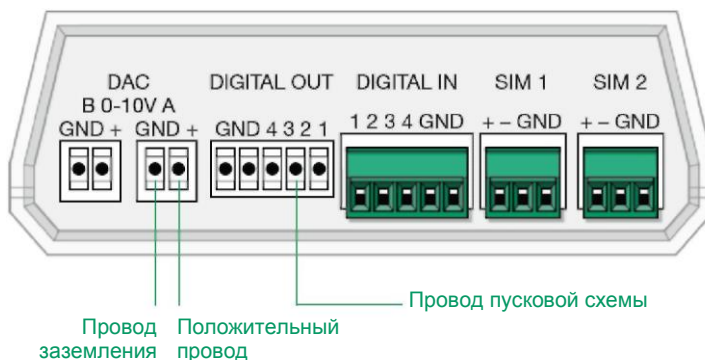 DAC DIGITAL OUT DIGITAL IN SIM 1 SIM 2
B 0-10V A
GND + GND + GND 4 3 2 1 1 2 3 4 GND + – GND + – GND
Провод пусковой схемы
Провод заземления
Положительный провод